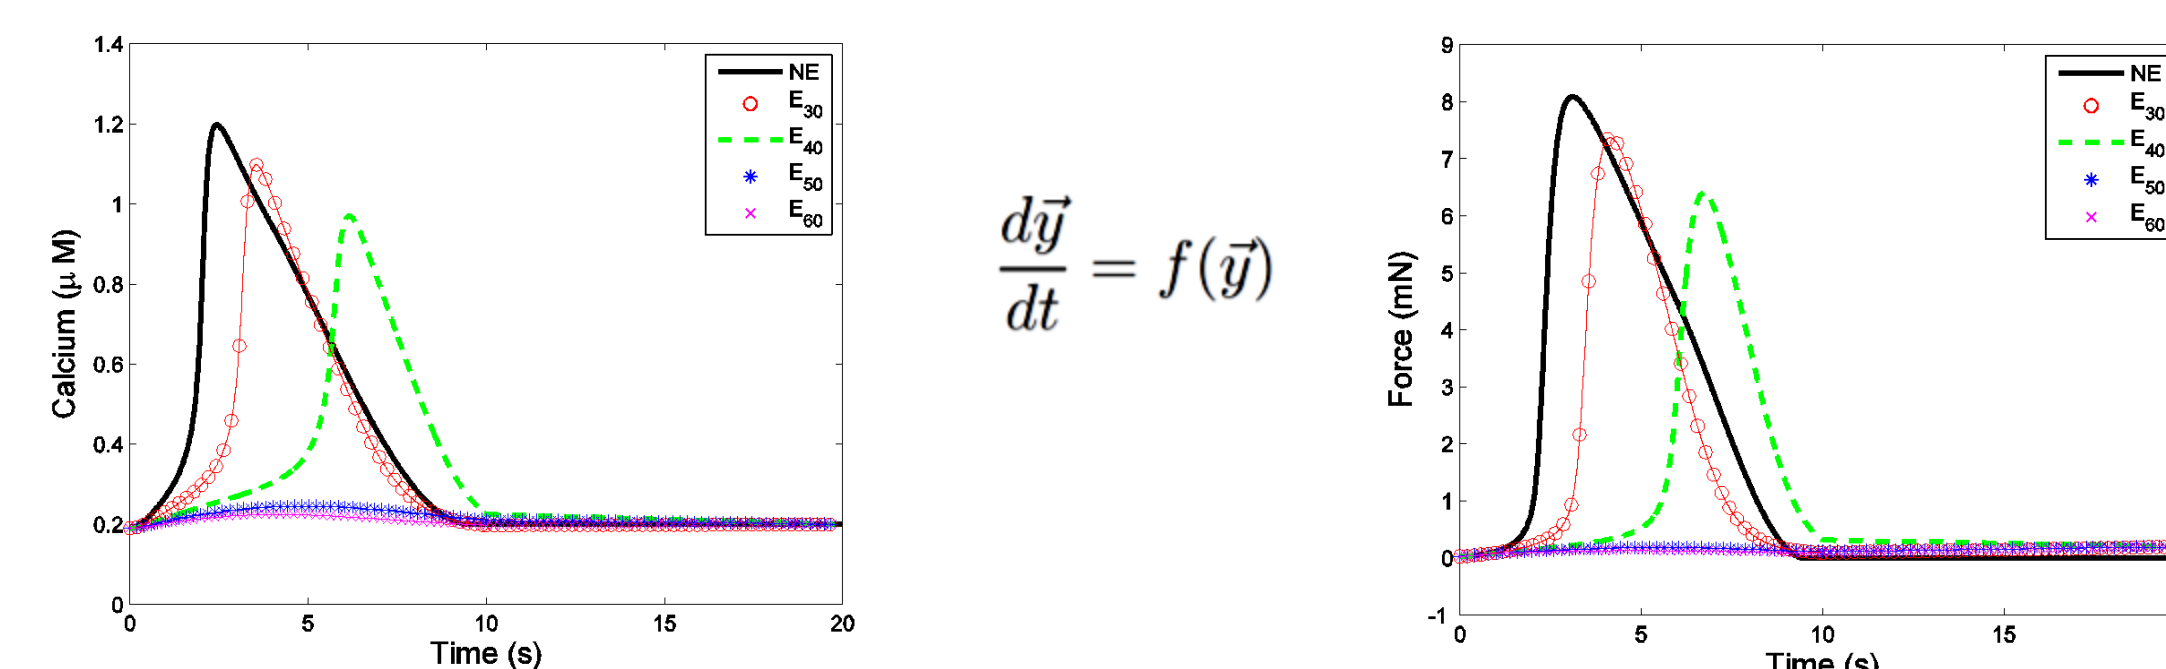 1.4
1.2
1
0.8
0.6
0.4
0.2
0
0 5 10 15 20
Calcium (μ M)
Time (s)
NE
E30
E40
E50
E60
dy⃗/dt = f(y⃗)
9
8
7
6
5
4
3
2
1
0
-1
0 5 10 15
Force (mN)
Time (s)
NE
E30
E40
E50
E60